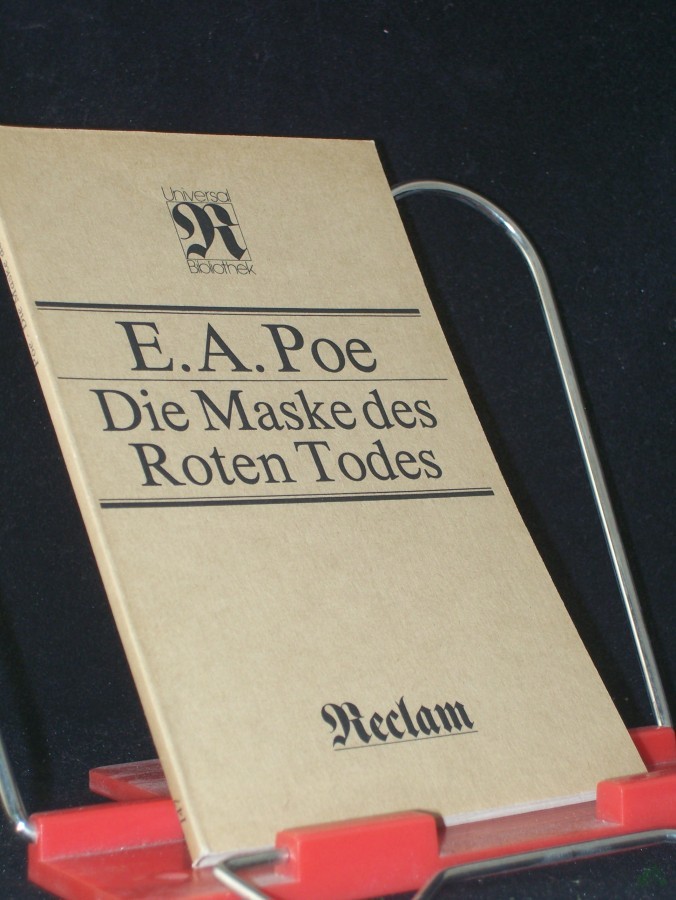 Universal
R
Bibliothek
E.A.Poe
Die Maske des
Roten Todes
Reclam